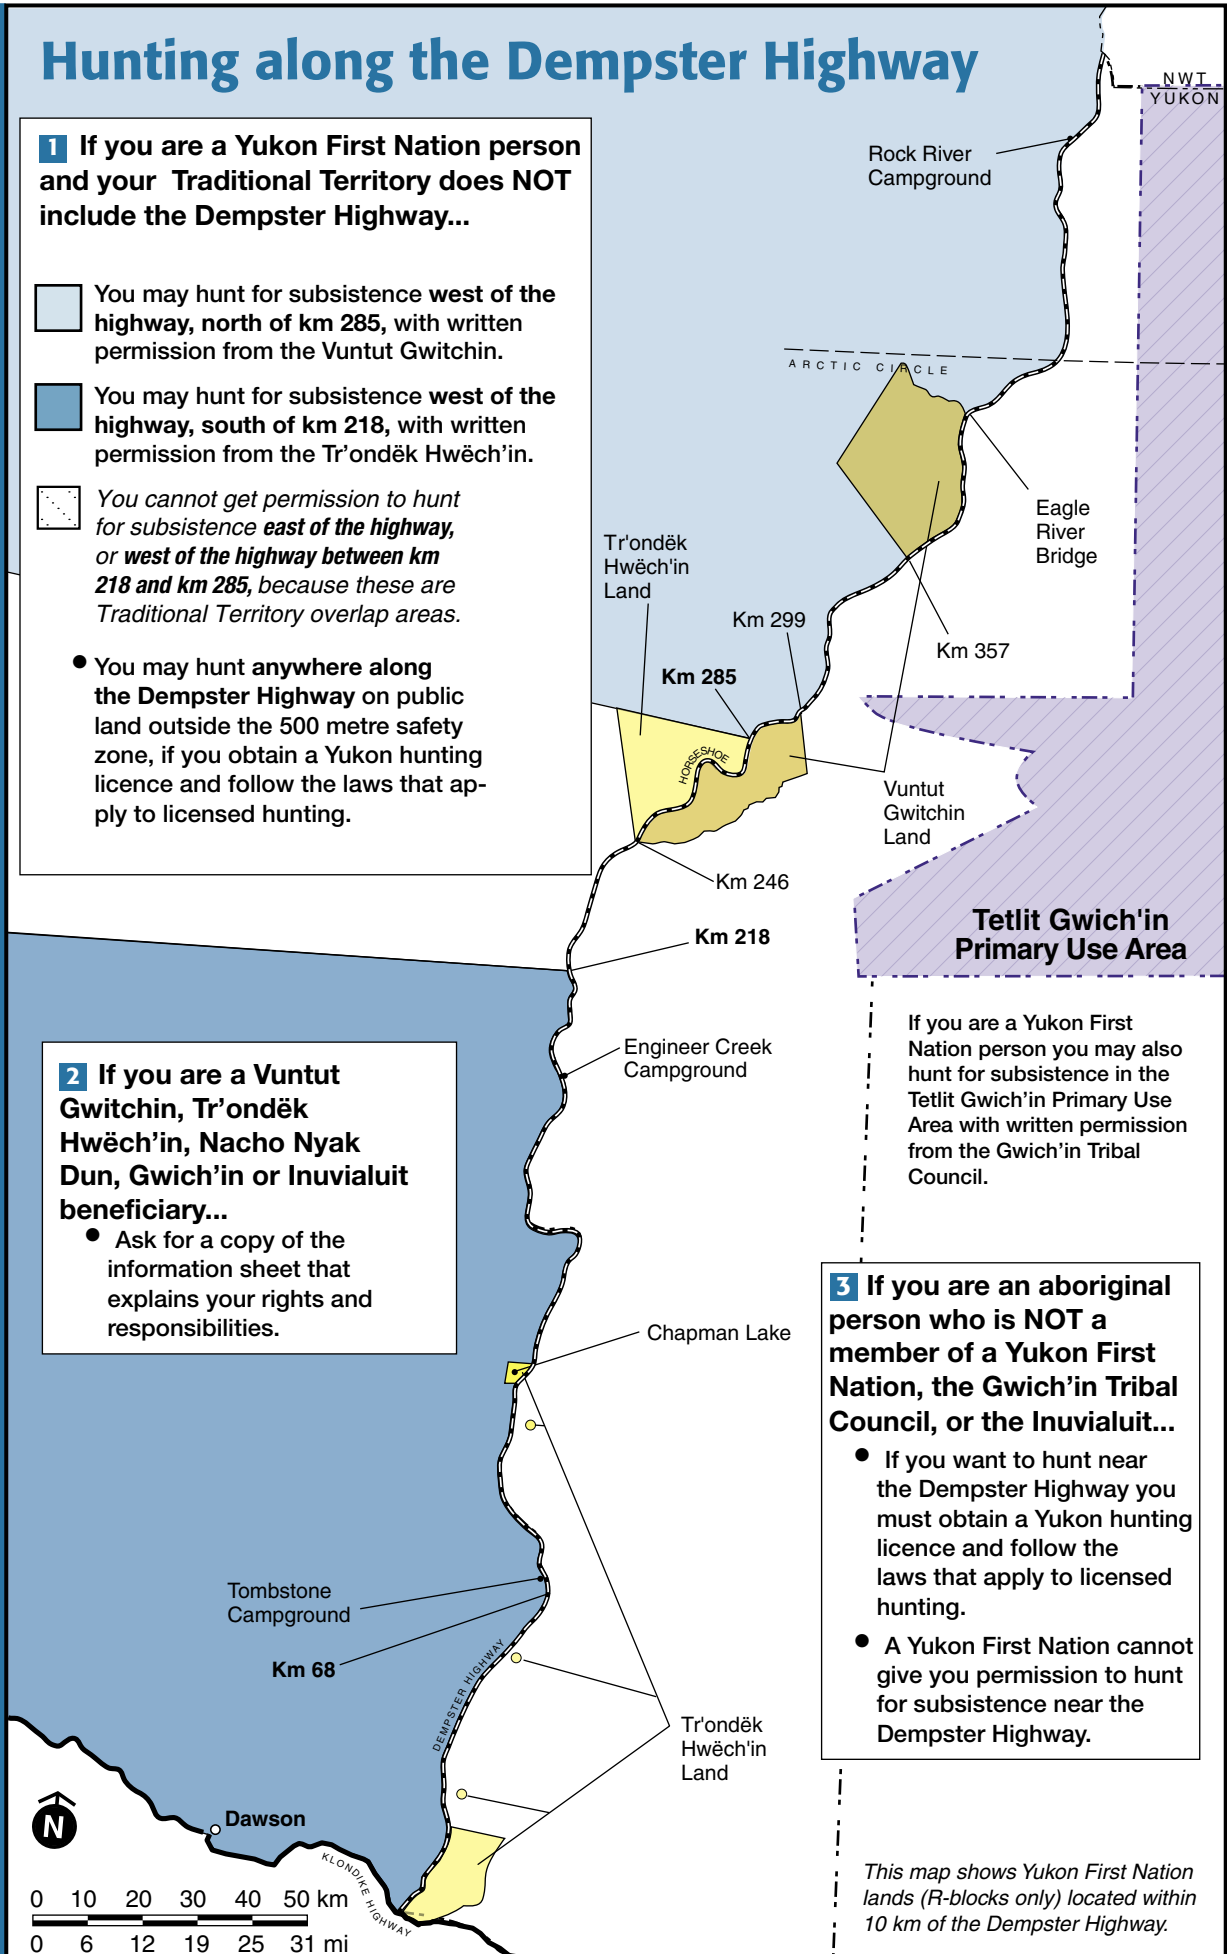 Hunting along the Dempster Highway
1 If you are a Yukon First Nation person
and your Traditional Territory does NOT
include the Dempster Highway...
You may hunt for subsistence west of the
highway, north of km 285, with written
permission from the Vuntut Gwitchin.
You may hunt for subsistence west of the
highway, south of km 218, with written
permission from the Tr'ondëk Hwëch'in.
You cannot get permission to hunt
for subsistence east of the highway,
or west of the highway between km
218 and km 285, because these are
Traditional Territory overlap areas.
• You may hunt anywhere along
the Dempster Highway on public
land outside the 500 metre safety
zone, if you obtain a Yukon hunting
licence and follow the laws that ap-
ply to licensed hunting.
NWT
YUKON
Rock River
Campground
ARCTIC CIRCLE
Eagle
River
Bridge
Tr'ondëk
Hwëch'in
Land
Km 299
Km 357
Km 285
HORSESHOE
Vuntut
Gwitchin
Land
Km 246
Km 218
Tetlit Gwich'in
Primary Use Area
If you are a Yukon First
Nation person you may also
hunt for subsistence in the
Tetlit Gwich'in Primary Use
Area with written permission
from the Gwich'in Tribal
Council.
Engineer Creek
Campground
2 If you are a Vuntut
Gwitchin, Tr'ondëk
Hwëch'in, Nacho Nyak
Dun, Gwich'in or Inuvialuit
beneficiary...
• Ask for a copy of the
information sheet that
explains your rights and
responsibilities.
Chapman Lake
3 If you are an aboriginal
person who is NOT a
member of a Yukon First
Nation, the Gwich'in Tribal
Council, or the Inuvialuit...
• If you want to hunt near
the Dempster Highway you
must obtain a Yukon hunting
licence and follow the
laws that apply to licensed
hunting.
• A Yukon First Nation cannot
give you permission to hunt
for subsistence near the
Dempster Highway.
Tombstone
Campground
Km 68
DEMPSTER HIGHWAY
Tr'ondëk
Hwëch'in
Land
Dawson
KLONDIKE HIGHWAY
N
0 10 20 30 40 50 km
0 6 12 19 25 31 mi
This map shows Yukon First Nation
lands (R-blocks only) located within
10 km of the Dempster Highway.